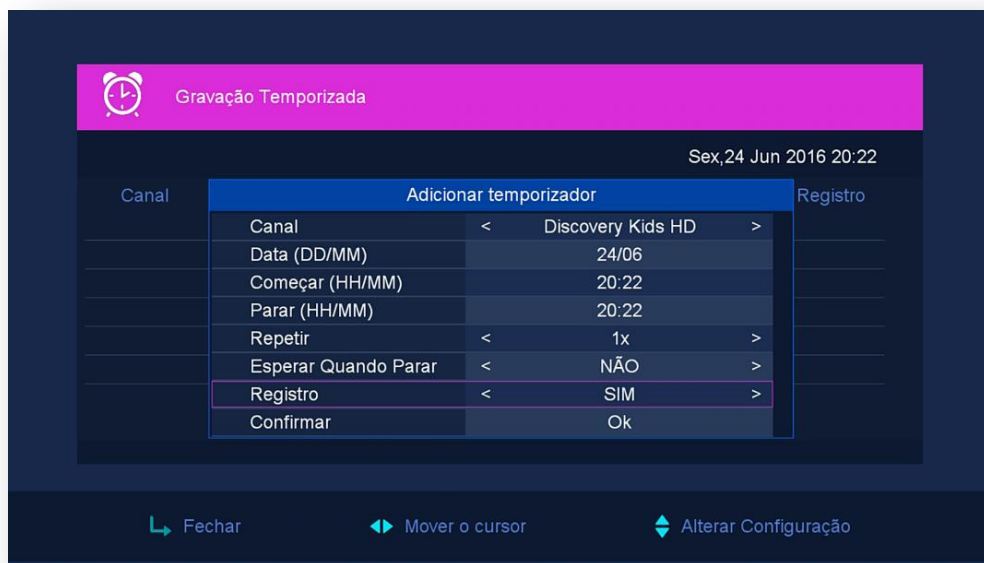 Gravação Temporizada
Sex,24 Jun 2016 20:22
Canal Registro
Adicionar temporizador
Canal < Discovery Kids HD >
Data (DD/MM) 24/06
Começar (HH/MM) 20:22
Parar (HH/MM) 20:22
Repetir < 1x >
Esperar Quando Parar < NÃO >
Registro < SIM >
Confirmar Ok
Fechar Mover o cursor Alterar Configuração